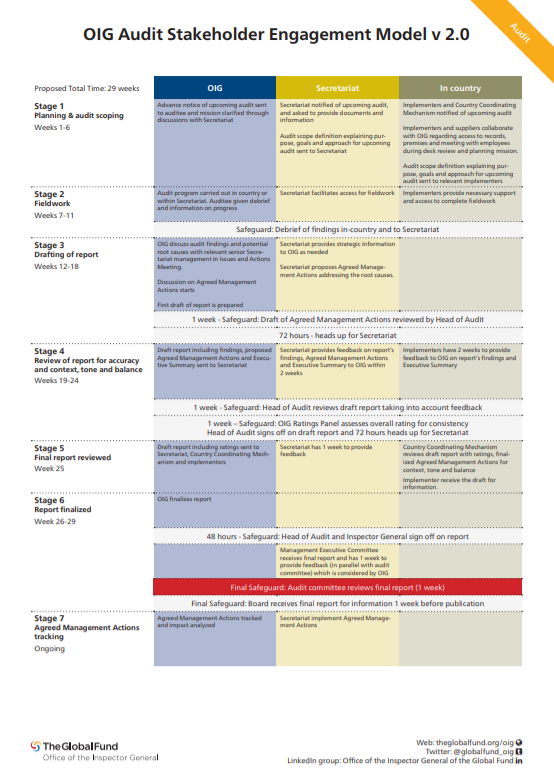 Audit
OIG Audit Stakeholder Engagement Model v 2.0
Proposed Total Time: 29 weeks
OIG
Secretariat
In country
Stage 1
Planning & audit scoping
Weeks 1-6
Advance notice of upcoming audit sent
to auditee and mission clarified through
discussions with Secretariat
Secretariat notified of upcoming audit,
and asked to provide documents and
information
Audit scope definition explaining pur-
pose, goals and approach for upcoming
audit sent to Secretariat
Implementers and Country Coordinating
Mechanism notified of upcoming audit
Implementers and suppliers collaborate
with OIG regarding access to records,
premises and meeting with employees
during desk review and planning mission.
Audit scope definition explaining pur-
pose, goals and approach for upcoming
audit sent to relevant implementers
Stage 2
Fieldwork
Weeks 7-11
Audit program carried out in country or
within Secretariat. Auditee given debrief
and information on progress
Secretariat facilitates access for fieldwork
Implementers provide necessary support
and access to complete fieldwork
Safeguard: Debrief of findings in-country and to Secretariat
Stage 3
Drafting of report
Weeks 12-18
OIG discuss audit findings and potential
root causes with relevant senior Secre-
tariat management in Issues and Actions
Meeting.
Discussion on Agreed Management
Actions starts
First draft of report is prepared
Secretariat provides strategic information
to OIG as needed
Secretariat proposes Agreed Manage-
ment Actions addressing the root causes.
1 week - Safeguard: Draft of Agreed Management Actions reviewed by Head of Audit
72 hours - heads up for Secretariat
Stage 4
Review of report for accuracy
and context, tone and balance
Weeks 19-24
Draft report including findings, proposed
Agreed Management Actions and Execu-
tive Summary sent to Secretariat
Secretariat provides feedback on report's
findings, Agreed Management Actions
and Executive Summary to OIG within
2 weeks
Implementers have 2 weeks to provide
feedback to OIG on report's findings and
Executive Summary
1 week - Safeguard: Head of Audit reviews draft report taking into account feedback
1 week – Safeguard: OIG Ratings Panel assesses overall rating for consistency
Head of Audit signs off on draft report and 72 hours heads up for Secretariat
Stage 5
Final report reviewed
Week 25
Draft report including ratings sent to
Secretariat, Country Coordinating Mech-
anism and implementers
Secretariat has 1 week to provide
feedback
Country Coordinating Mechanism
reviews draft report with ratings, final-
ized Agreed Management Actions for
context, tone and balance
Implementer receive the draft for
information.
Stage 6
Report finalized
Week 26-29
OIG finalizes report
48 hours - Safeguard: Head of Audit and Inspector General sign off on report
Management Executive Committee
receives final report and has 1 week to
provide feedback (in parallel with audit
committee) which is considered by OIG
Final Safeguard: Audit committee reviews final report (1 week)
Final Safeguard: Board receives final report for information 1 week before publication
Stage 7
Agreed Management Actions
tracking
Ongoing
Agreed Management Actions tracked
and impact analyzed
Secretariat implement Agreed Manage-
ment Actions
TheGlobalFund
Office of the Inspector General
Web: theglobalfund.org/oig
Twitter: @globalfund_oig
LinkedIn group: Office of the Inspector General of the Global Fund in